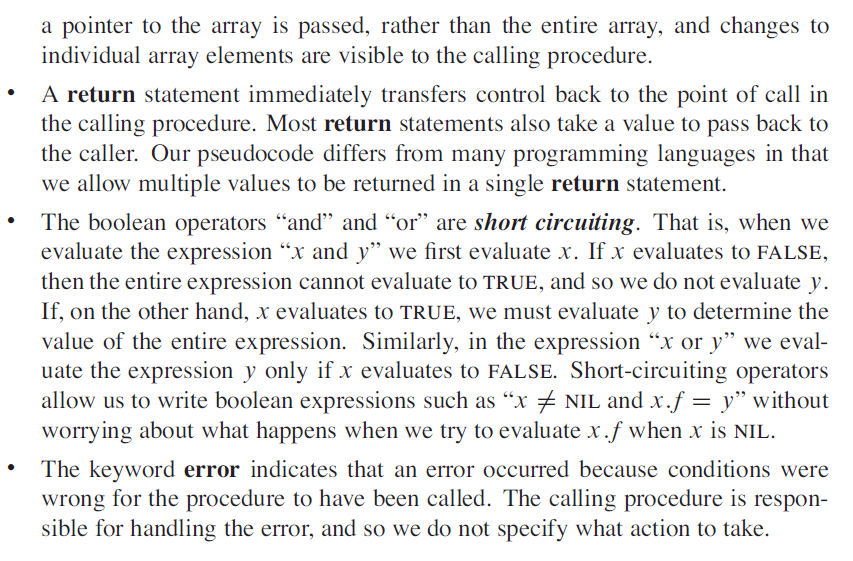 a pointer to the array is passed, rather than the entire array, and changes to
individual array elements are visible to the calling procedure.
• A return statement immediately transfers control back to the point of call in
the calling procedure. Most return statements also take a value to pass back to
the caller. Our pseudocode differs from many programming languages in that
we allow multiple values to be returned in a single return statement.
• The boolean operators “and” and “or” are short circuiting. That is, when we
evaluate the expression “x and y” we first evaluate x. If x evaluates to FALSE,
then the entire expression cannot evaluate to TRUE, and so we do not evaluate y.
If, on the other hand, x evaluates to TRUE, we must evaluate y to determine the
value of the entire expression. Similarly, in the expression “x or y” we eval-
uate the expression y only if x evaluates to FALSE. Short-circuiting operators
allow us to write boolean expressions such as “x ≠ NIL and x.f = y” without
worrying about what happens when we try to evaluate x.f when x is NIL.
• The keyword error indicates that an error occurred because conditions were
wrong for the procedure to have been called. The calling procedure is respon-
sible for handling the error, and so we do not specify what action to take.